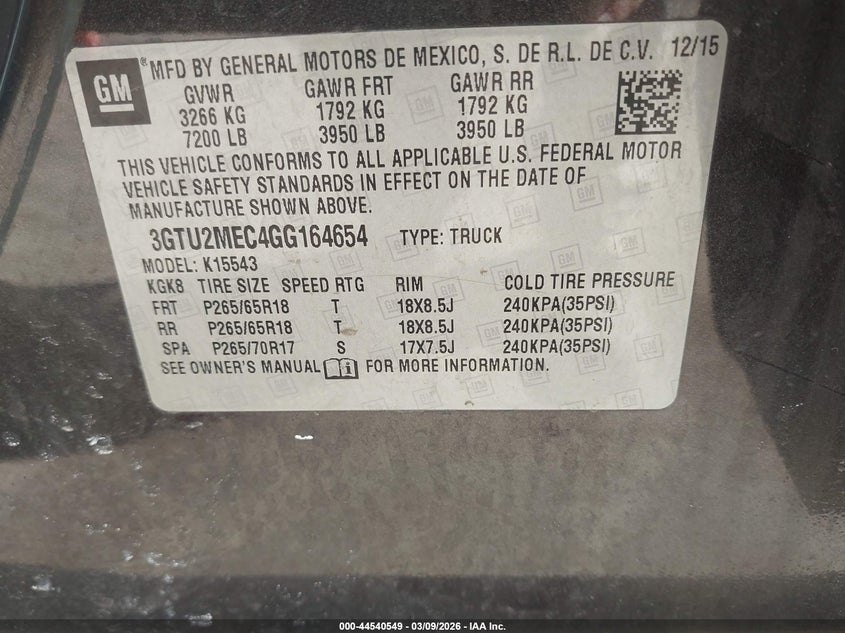 GM ® MFD BY GENERAL MOTORS DE MEXICO, S. DE R.L. DE C.V. 12/15
GVWR GAWR FRT GAWR RR
3266 KG 1792 KG 1792 KG
7200 LB 3950 LB 3950 LB
THIS VEHICLE CONFORMS TO ALL APPLICABLE U.S. FEDERAL MOTOR
VEHICLE SAFETY STANDARDS IN EFFECT ON THE DATE OF
MANUFACTURE SHOWN ABOVE.
3GTU2MEC4GG164654 TYPE: TRUCK
MODEL: K15543
KGK8 TIRE SIZE SPEED RTG RIM COLD TIRE PRESSURE
FRT P265/65R18 T 18X8.5J 240KPA(35PSI)
RR P265/65R18 T 18X8.5J 240KPA(35PSI)
SPA P265/70R17 S 17X7.5J 240KPA(35PSI)
SEE OWNER'S MANUAL FOR MORE INFORMATION.
000-44540549 - 03/09/2026 - IAA Inc.